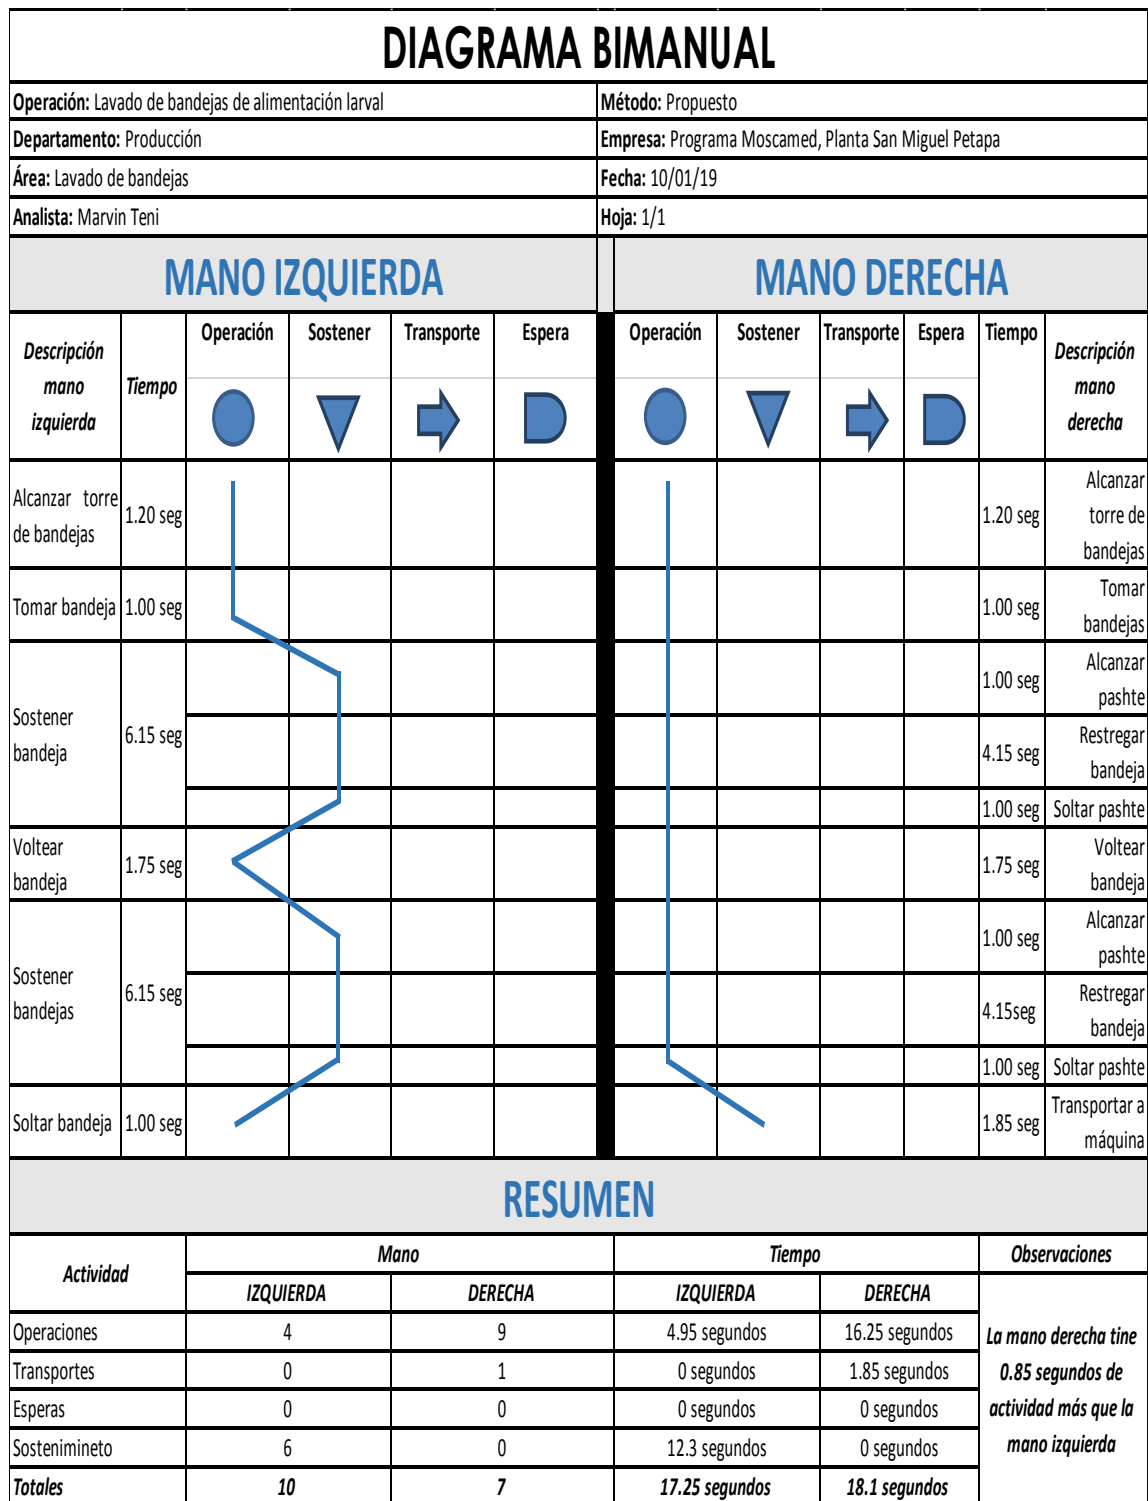 DIAGRAMA BIMANUAL
Operación: Lavado de bandejas de alimentación larval
Método: Propuesto
Departamento: Producción
Empresa: Programa Moscamed, Planta San Miguel Petapa
Área: Lavado de bandejas
Fecha: 10/01/19
Analista: Marvin Teni
Hoja: 1/1
MANO IZQUIERDA
MANO DERECHA
Descripción
mano
izquierda
Tiempo
Operación
Sostener
Transporte
Espera
Operación
Sostener
Transporte
Espera
Tiempo
Descripción
mano
derecha
Alcanzar torre
de bandejas
1.20 seg
1.20 seg
Alcanzar
torre de
bandejas
Tomar bandeja
1.00 seg
1.00 seg
Tomar
bandejas
Sostener
bandeja
6.15 seg
1.00 seg
Alcanzar
pashte
4.15 seg
Restregar
bandeja
1.00 seg
Soltar pashte
Voltear
bandeja
1.75 seg
1.75 seg
Voltear
bandeja
Sostener
bandejas
6.15 seg
1.00 seg
Alcanzar
pashte
4.15seg
Restregar
bandeja
1.00 seg
Soltar pashte
Soltar bandeja
1.00 seg
1.85 seg
Transportar a
máquina
RESUMEN
Actividad
Mano
Tiempo
Observaciones
IZQUIERDA
DERECHA
IZQUIERDA
DERECHA
Operaciones
4
9
4.95 segundos
16.25 segundos
Transportes
0
1
0 segundos
1.85 segundos
Esperas
0
0
0 segundos
0 segundos
Sostenimineto
6
0
12.3 segundos
0 segundos
Totales
10
7
17.25 segundos
18.1 segundos
La mano derecha tine
0.85 segundos de
actividad más que la
mano izquierda